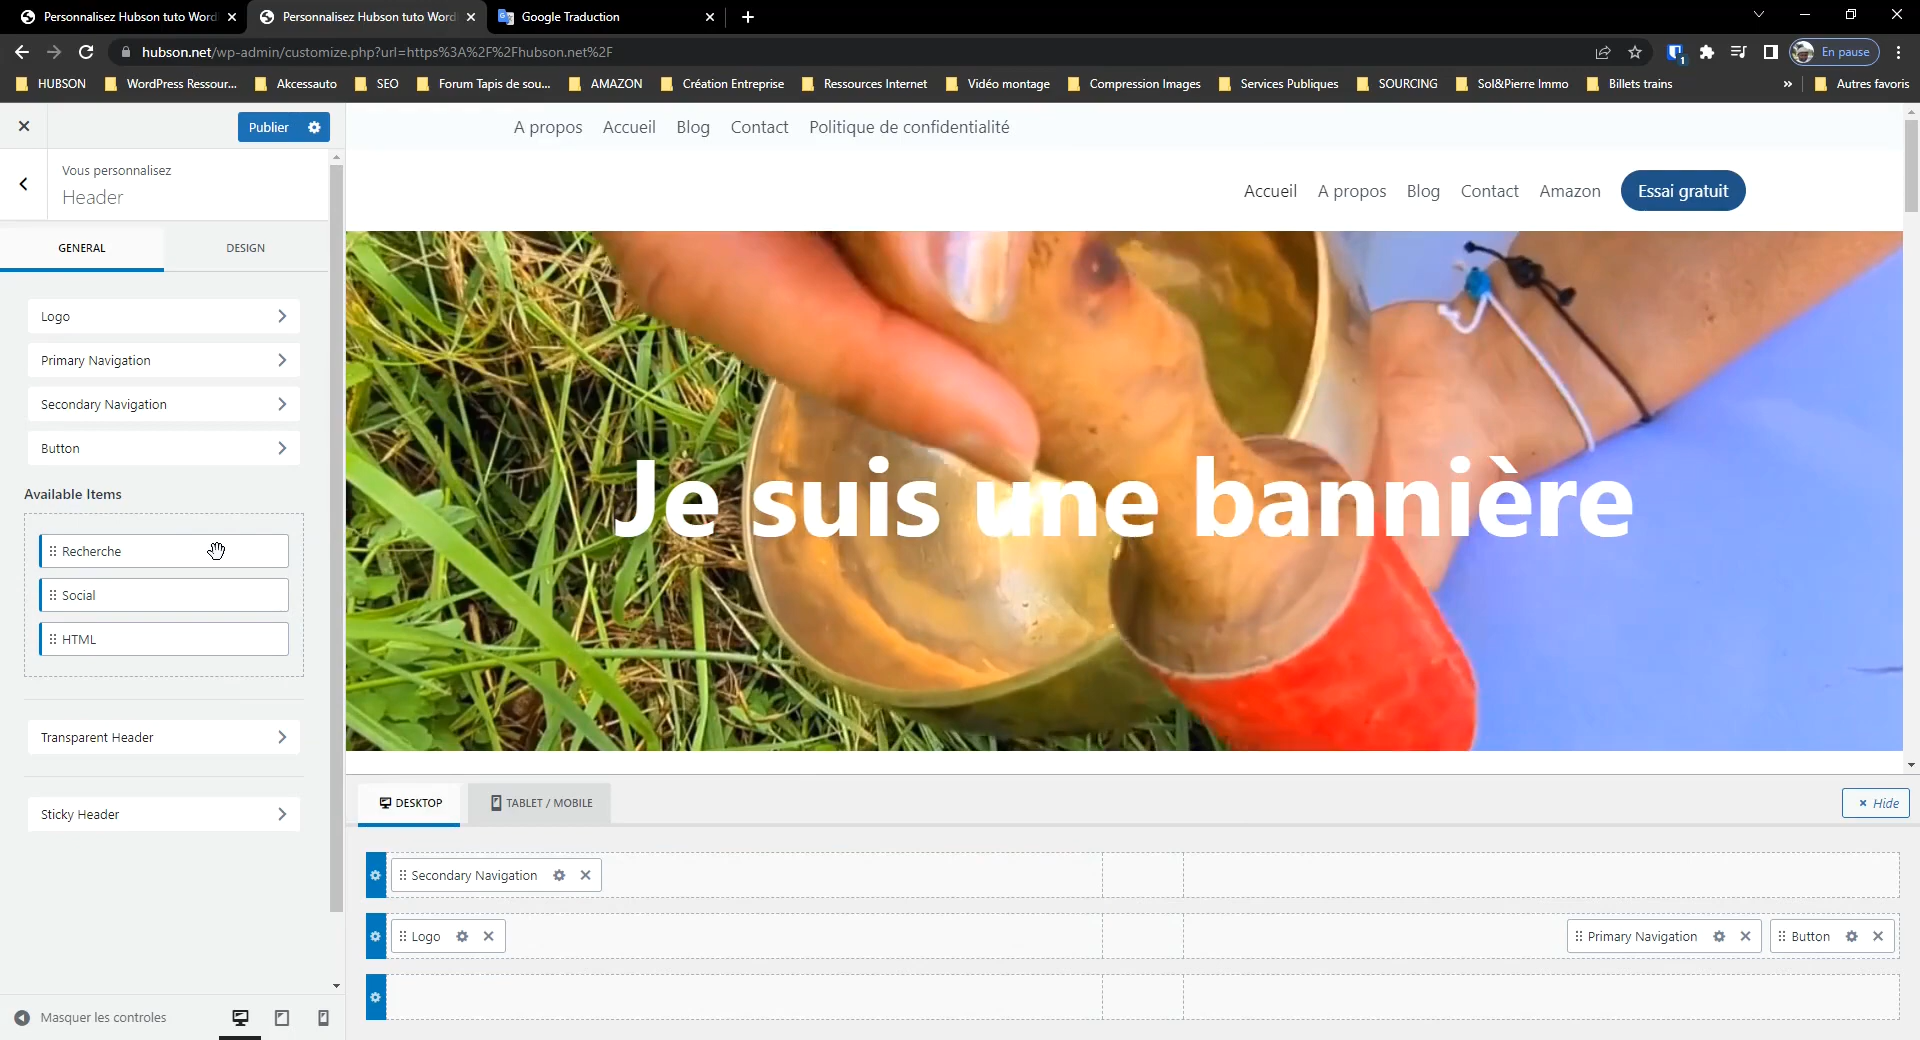 Personnalisez Hubson tuto Word
Personnalisez Hubson tuto Word
Google Traduction
hubson.net/wp-admin/customize.php?url=https%3A%2F%2Fhubson.net%2F
1
En pause
HUBSON
WordPress Ressour...
Akcessauto
SEO
Forum Tapis de sou...
AMAZON
Création Entreprise
Ressources Internet
Vidéo montage
Compression Images
Services Publiques
SOURCING
Sol&Pierre Immo
Billets trains
»
Autres favoris
Publier
Vous personnalisez
Header
GENERAL
DESIGN
Logo
Primary Navigation
Secondary Navigation
Button
Available Items
Recherche
Social
HTML
Transparent Header
Sticky Header
Masquer les controles
A propos
Accueil
Blog
Contact
Politique de confidentialité
Accueil
A propos
Blog
Contact
Amazon
Essai gratuit
Je suis une bannière
DESKTOP
TABLET / MOBILE
× Hide
Secondary Navigation
Logo
Primary Navigation
Button